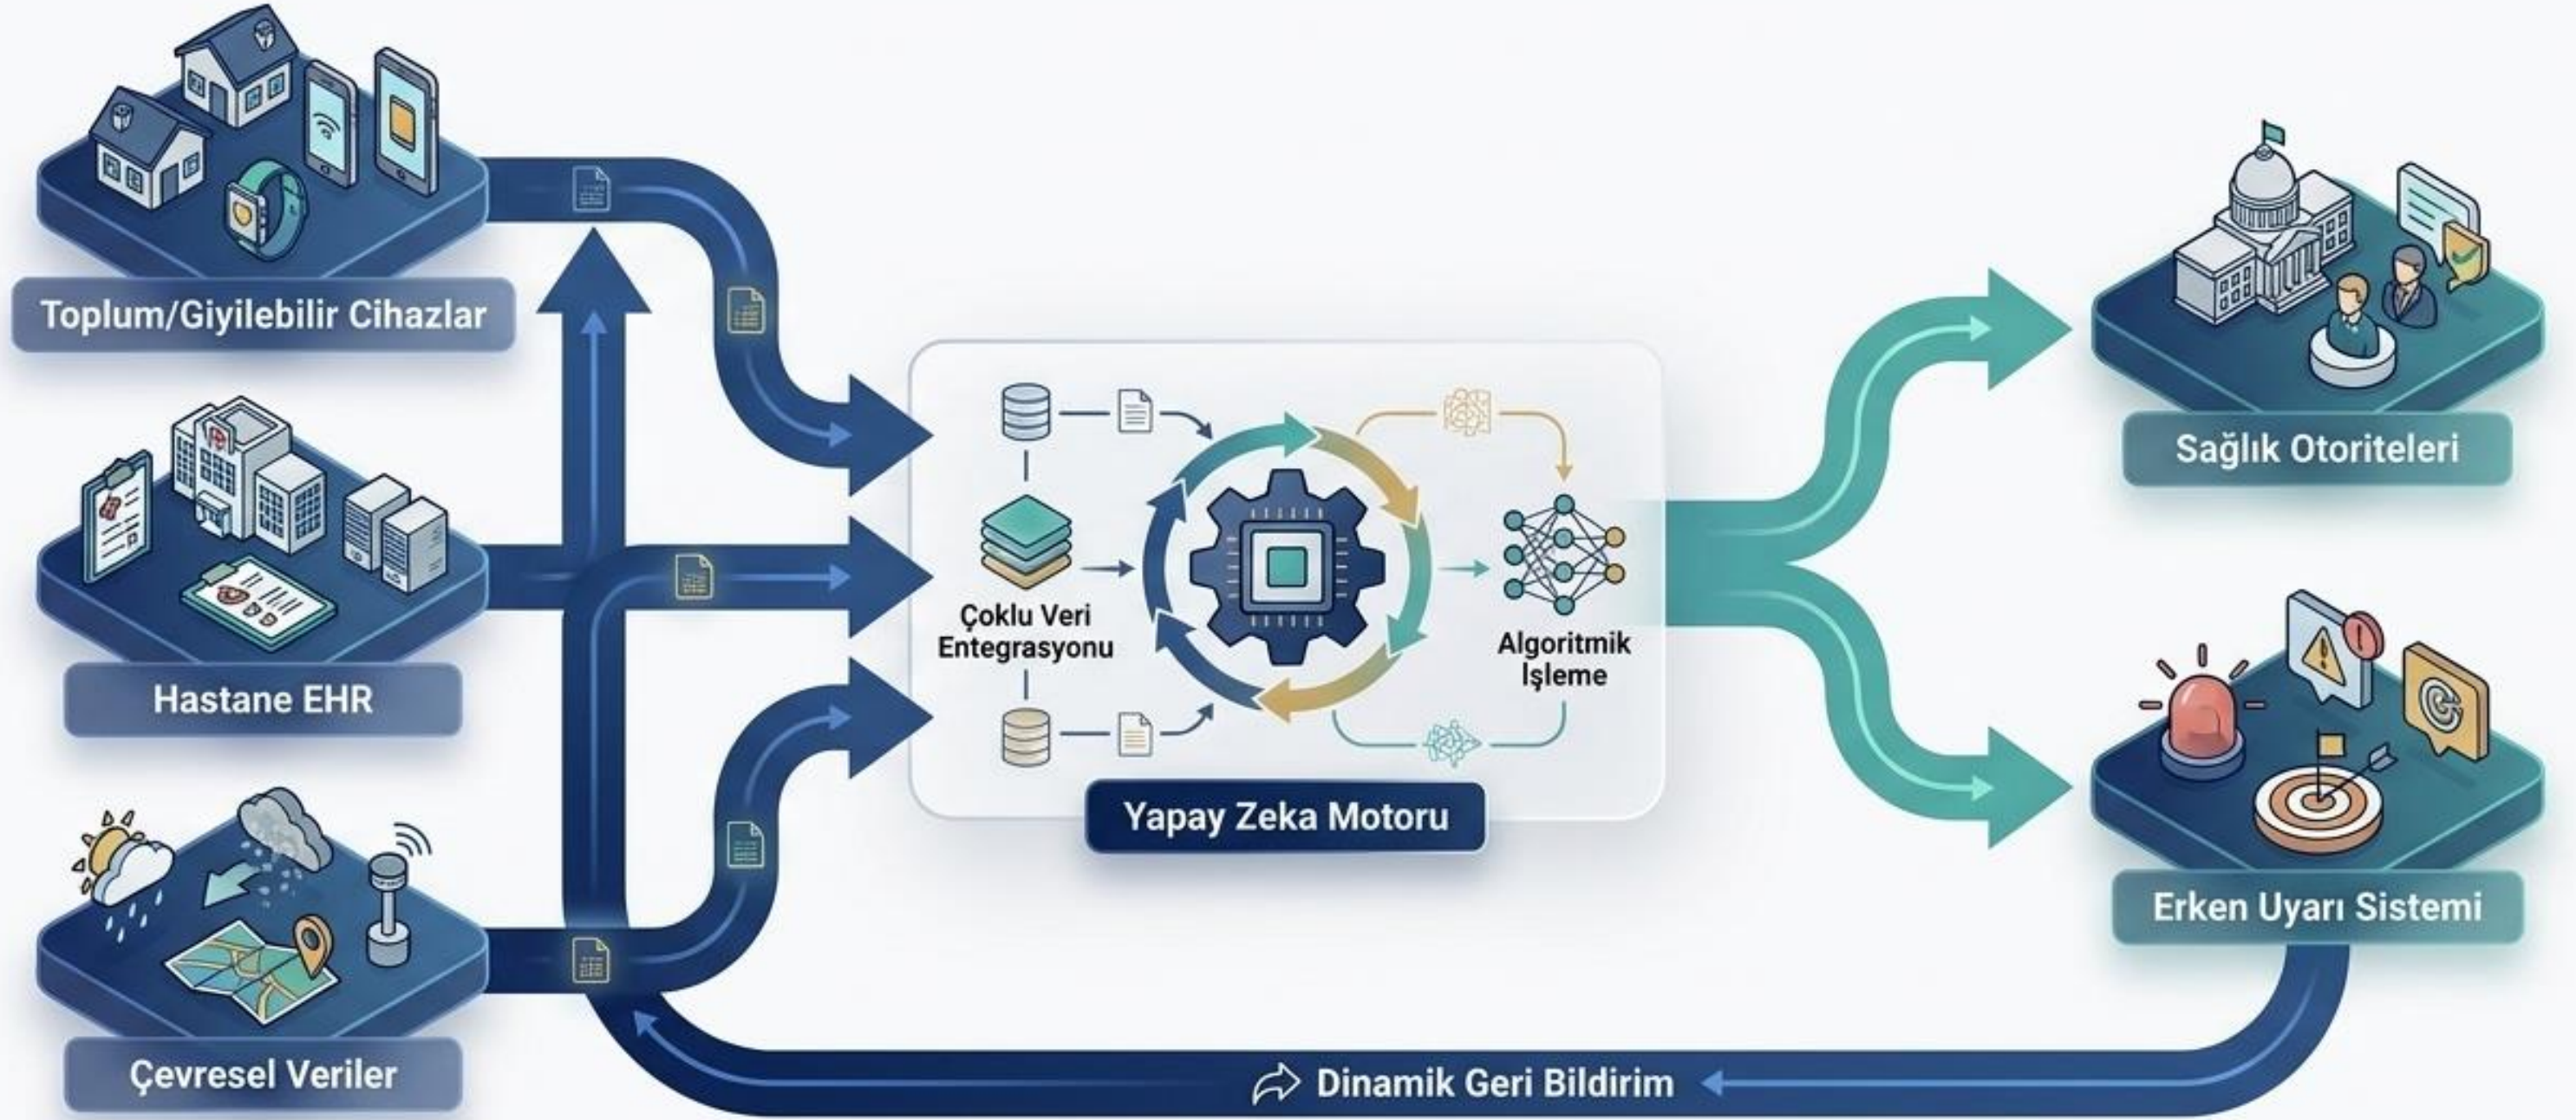 Toplum/Giyilebilir Cihazlar
Hastane EHR
Çevresel Veriler
Çoklu Veri
Entegrasyonu
Algoritmik
İşleme
Yapay Zeka Motoru
Sağlık Otoriteleri
Erken Uyarı Sistemi
Dinamik Geri Bildirim